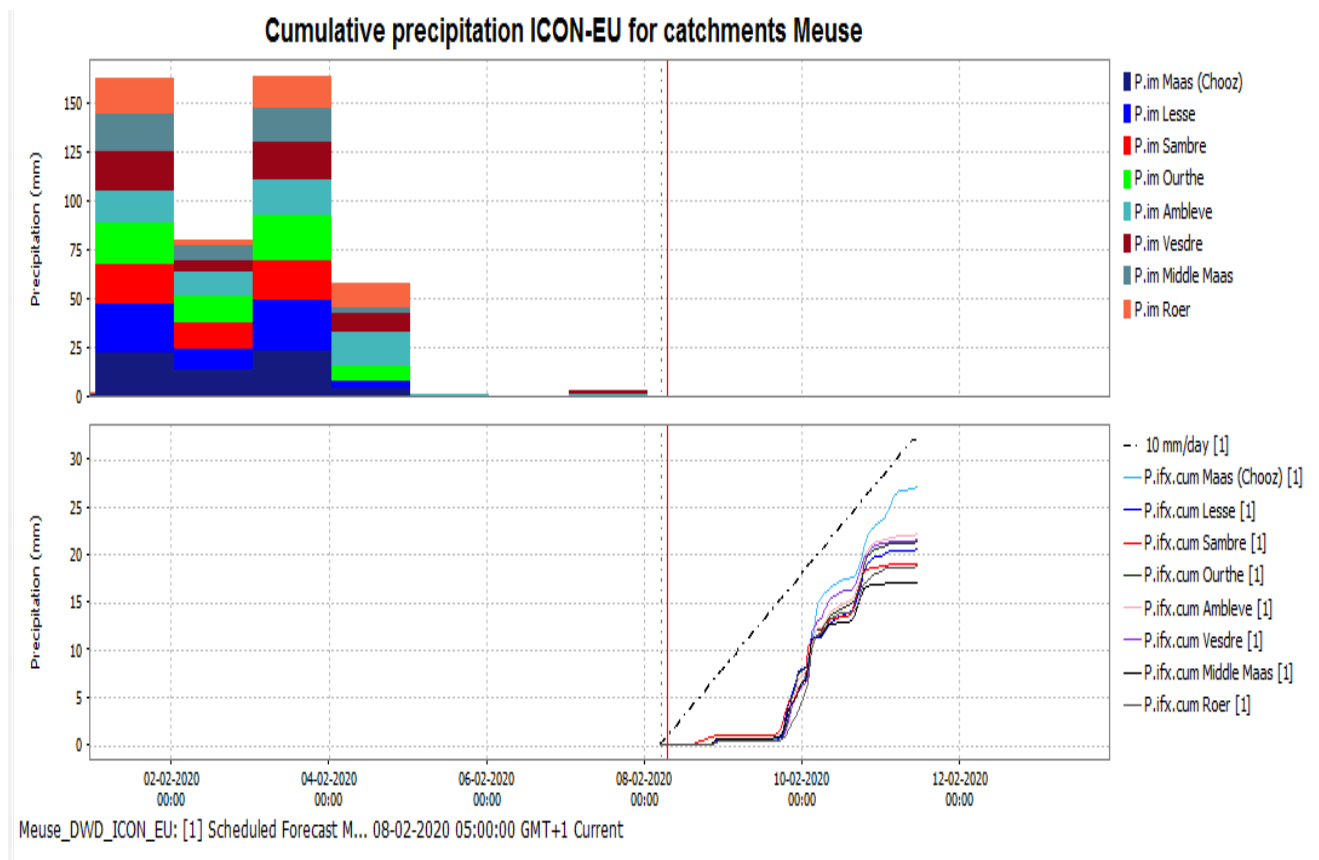 Cumulative precipitation ICON-EU for catchments Meuse
Precipitation (mm)
150
125
100
75
50
25
0
P.im Maas (Chooz)
P.im Lesse
P.im Sambre
P.im Ourthe
P.im Ambleve
P.im Vesdre
P.im Middle Maas
P.im Roer
Precipitation (mm)
30
25
20
15
10
5
0
10 mm/day [1]
P.ifx.cum Maas (Chooz) [1]
P.ifx.cum Lesse [1]
P.ifx.cum Sambre [1]
P.ifx.cum Ourthe [1]
P.ifx.cum Ambleve [1]
P.ifx.cum Vesdre [1]
P.ifx.cum Middle Maas [1]
P.ifx.cum Roer [1]
02-02-2020 04-02-2020 06-02-2020 08-02-2020 10-02-2020 12-02-2020
00:00 00:00 00:00 00:00 00:00 00:00
Meuse_DWD_ICON_EU: [1] Scheduled Forecast M... 08-02-2020 05:00:00 GMT+1 Current